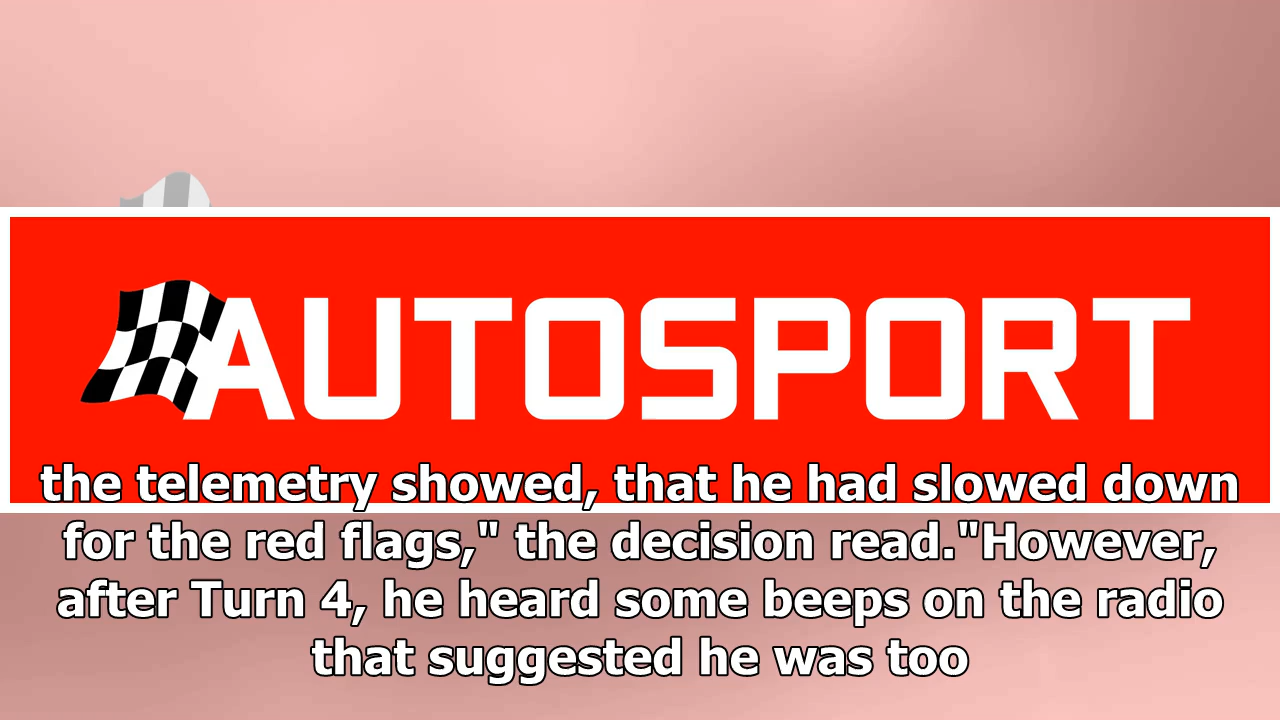 AUTOSPORT
the telemetry showed, that he had slowed down
for the red flags," the decision read."However,
after Turn 4, he heard some beeps on the radio
that suggested he was too